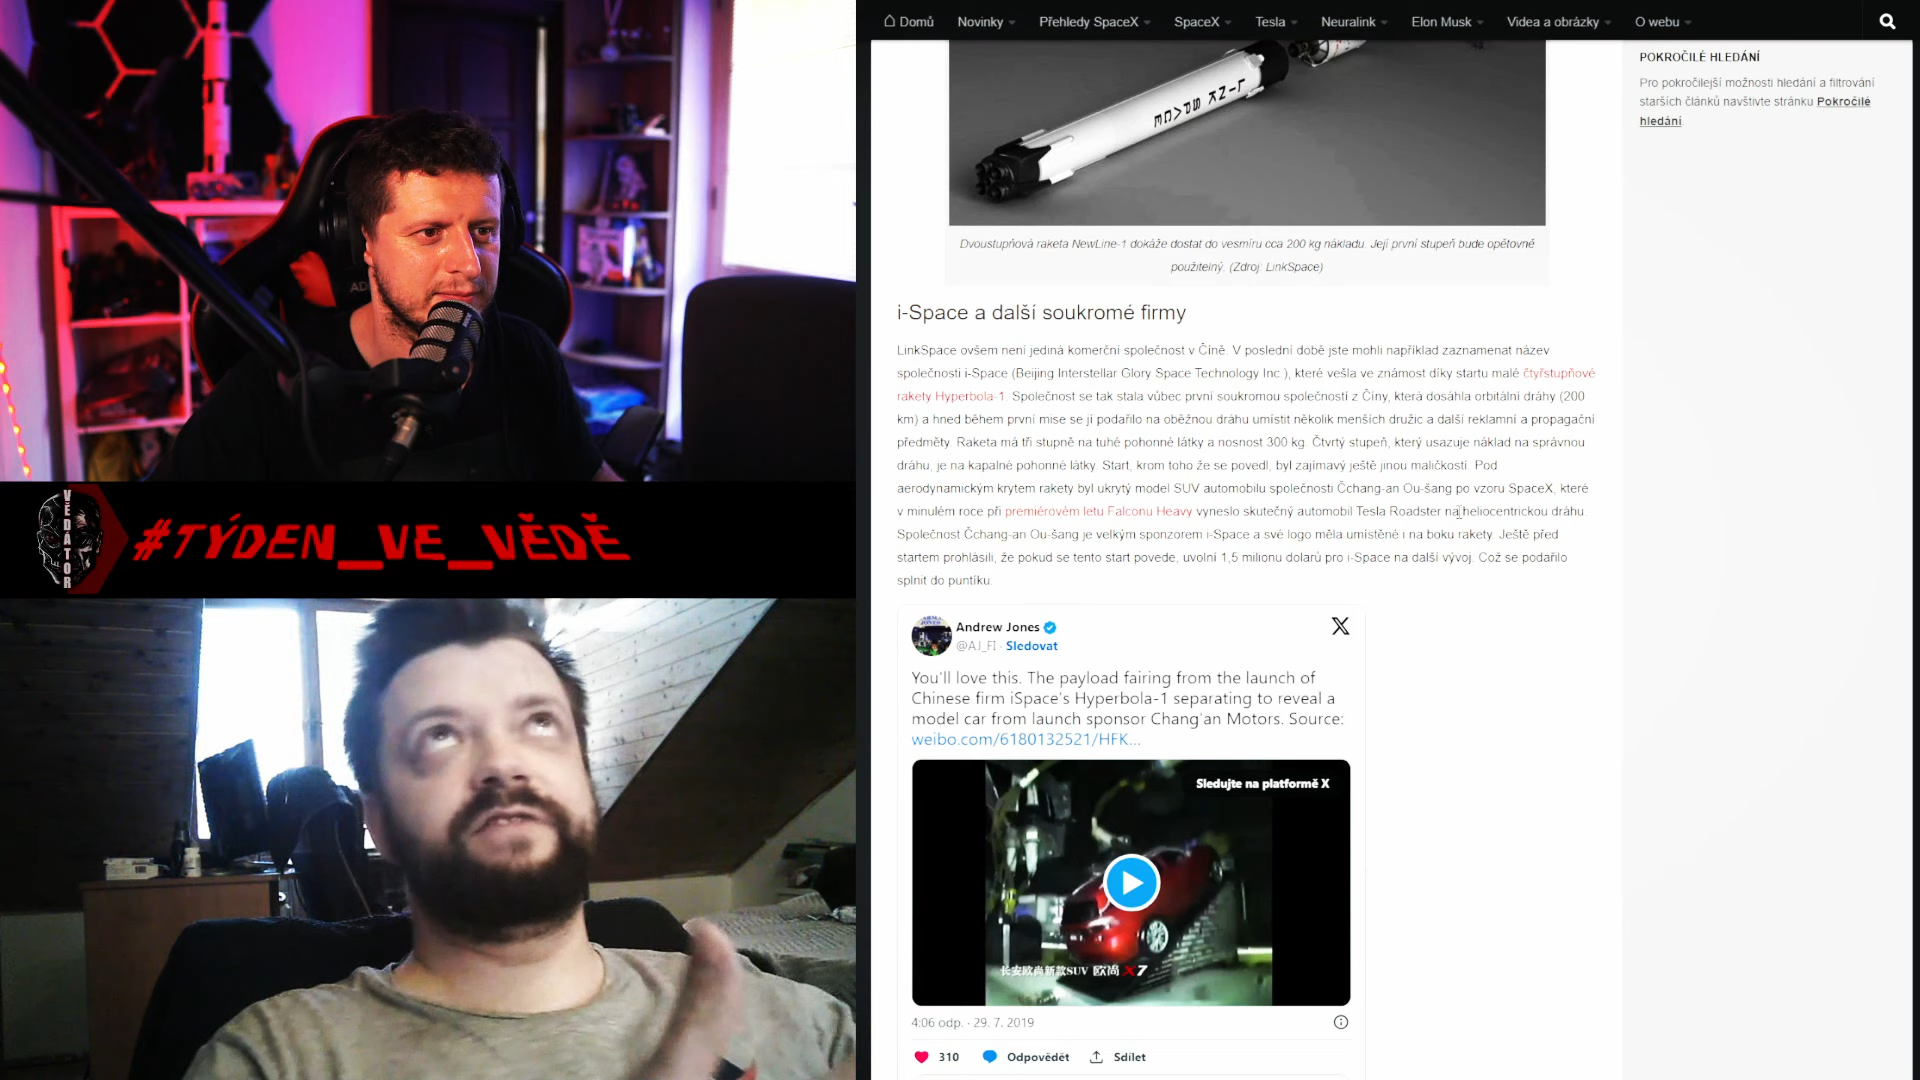 Domů
Novinky
Přehledy SpaceX
SpaceX
Tesla
Neuralink
Elon Musk
Videa a obrázky
O webu
LINK SPACE
Dvoustupňová raketa NewLine-1 dokáže dostat do vesmíru cca 200 kg nákladu. Její první stupeň bude opětovně
použitelný. (Zdroj: LinkSpace)
POKROČILÉ HLEDÁNÍ
Pro pokročilejší možnosti hledání a filtrování
starších článků navštivte stránku Pokročilé
hledání.
i-Space a další soukromé firmy
LinkSpace ovšem není jediná komerční společnost v Číně. V poslední době jste mohli například zaznamenat název
společnosti i-Space (Beijing Interstellar Glory Space Technology Inc.), které vešla ve známost díky startu malé čtyřstupňové
rakety Hyperbola-1. Společnost se tak stala vůbec první soukromou společností z Číny, která dosáhla orbitální dráhy (200
km) a hned během první mise se jí podařilo na oběžnou dráhu umístit několik menších družic a další reklamní a propagační
předměty. Raketa má tři stupně na tuhé pohonné látky a nosnost 300 kg. Čtvrtý stupeň, který usazuje náklad na správnou
dráhu, je na kapalné pohonné látky. Start, krom toho že se povedl, byl zajímavý ještě jinou maličkostí. Pod
aerodynamickým krytem rakety byl ukrytý model SUV automobilu společnosti Čchang-an Ou-šang po vzoru SpaceX, které
v minulém roce při premiérovém letu Falconu Heavy vyneslo skutečný automobil Tesla Roadster na heliocentrickou dráhu.
Společnost Čchang-an Ou-šang je velkým sponzorem i-Space a své logo měla umístěné i na boku rakety. Ještě před
startem prohlásili, že pokud se tento start povede, uvolní 1,5 milionu dolarů pro i-Space na další vývoj. Což se podařilo
splnit do puntíku.
Andrew Jones
@AJ_FI · Sledovat
You'll love this. The payload fairing from the launch of
Chinese firm iSpace's Hyperbola-1 separating to reveal a
model car from launch sponsor Chang'an Motors. Source:
weibo.com/6180132521/HFK…
Sledujte na platformě X
长安欧尚新款SUV 欧尚X7
4:06 odp. · 29. 7. 2019
310
Odpovědět
Sdílet
VĚDÁTOR
#TÝDEN_VE_VĚDĚ